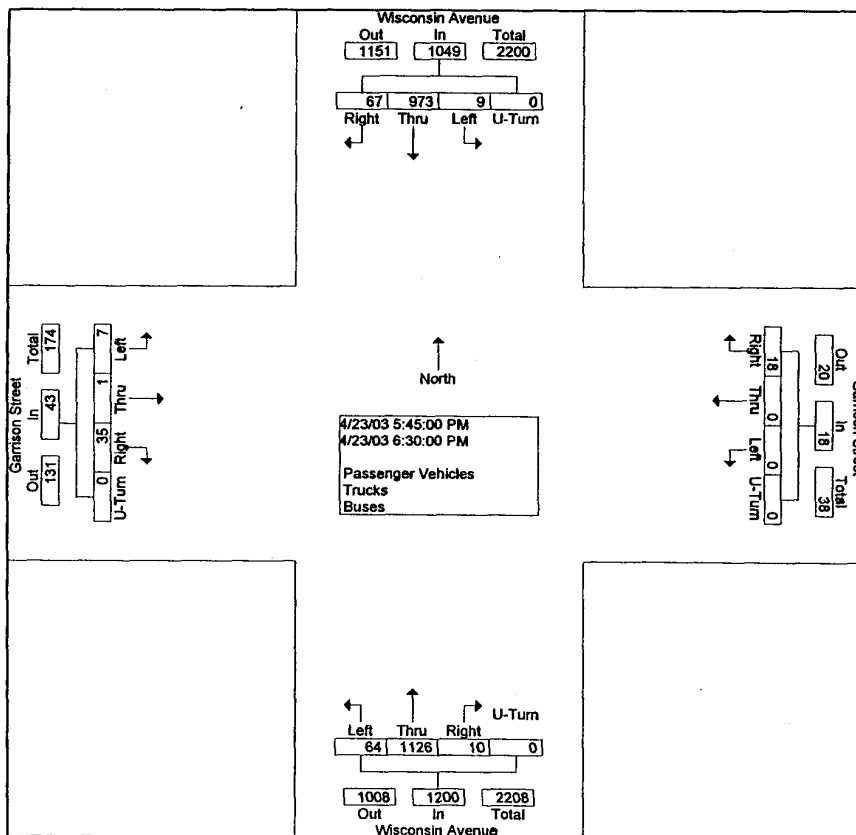 Wisconsin Avenue
Out In Total
1151 1049 2200
67 973 9 0
Right Thru Left U-Turn
Garrison Street
Total In Out
174 43 131
7 1 35 0
Left Thru Right U-Turn
North
4/23/03 5:45:00 PM
4/23/03 6:30:00 PM
Passenger Vehicles
Trucks
Buses
Right Thru Left U-Turn
18 0 0 0
Out In Total
20 18 38
Left Thru Right U-Turn
64 1126 10 0
1008 1200 2208
Out In Total
Wisconsin Avenue